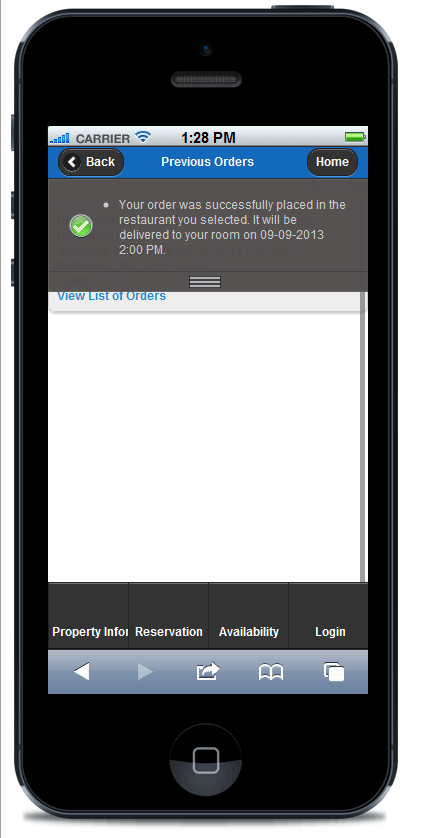 CARRIER 1:28 PM
Back Previous Orders Home
Your order was successfully placed in the
restaurant you selected. It will be
delivered to your room on 09-09-2013
2:00 PM.
View List of Orders
Property Infor Reservation Availability Login